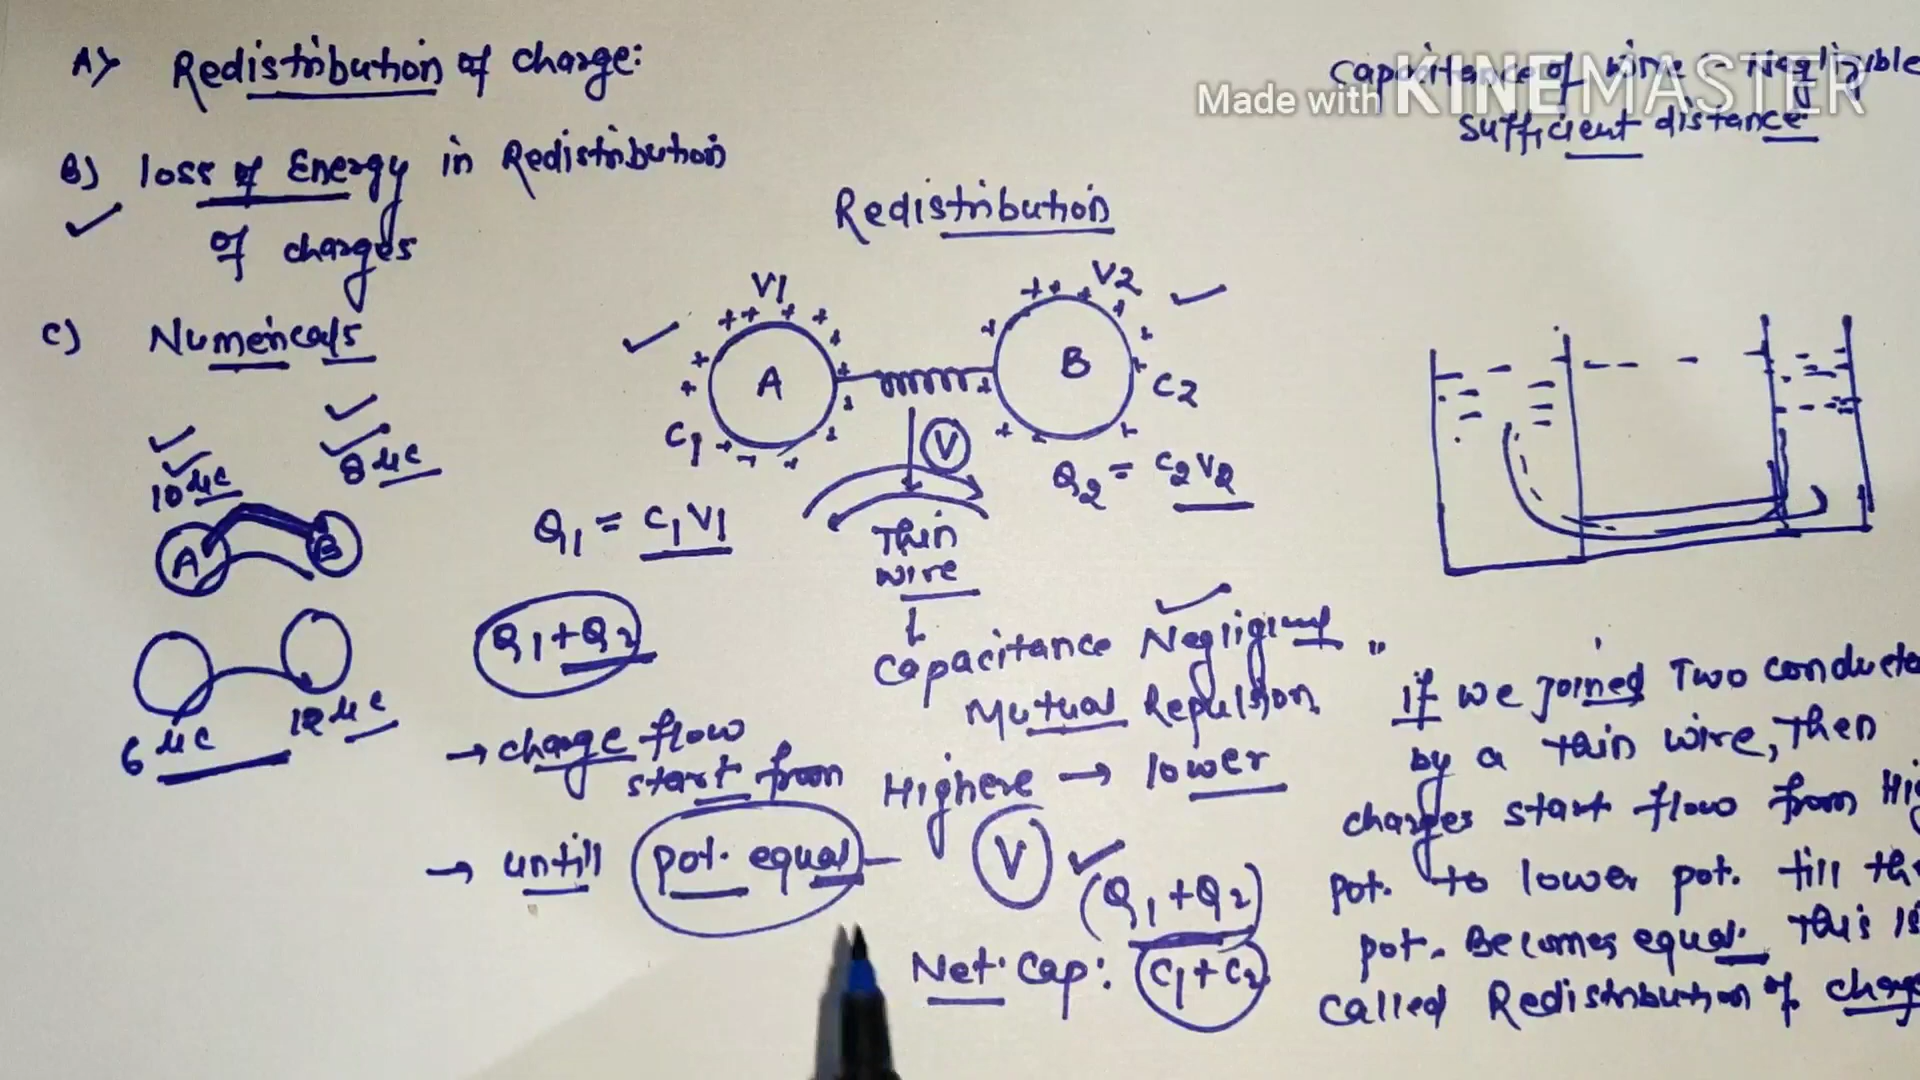 A) Redistribution of charge:
B) loss of Energy in Redistribution
of charges
C) Numericals
Capacitance of wire - Negligible
Made with KINEMASTER
Sufficient distance
Redistribution
V1
V2
A
B
C1
C2
V
Q1 = C1V1
Q2 = C2V2
Thin
wire
Capacitance
Mutual Repulsion
10 μc
8 μc
A
B
6 μc
12 μc
Q1+Q2
→ charge flow
start from Highere → lower
→ untill pot. equal
V
(Q1+Q2)
Net. Cap: C1+C2
" if we joined Two
by a thin wire, Then
charges start flow from
pot. to lower pot. till
pot. Becomes equal. This is
called Redistribution of